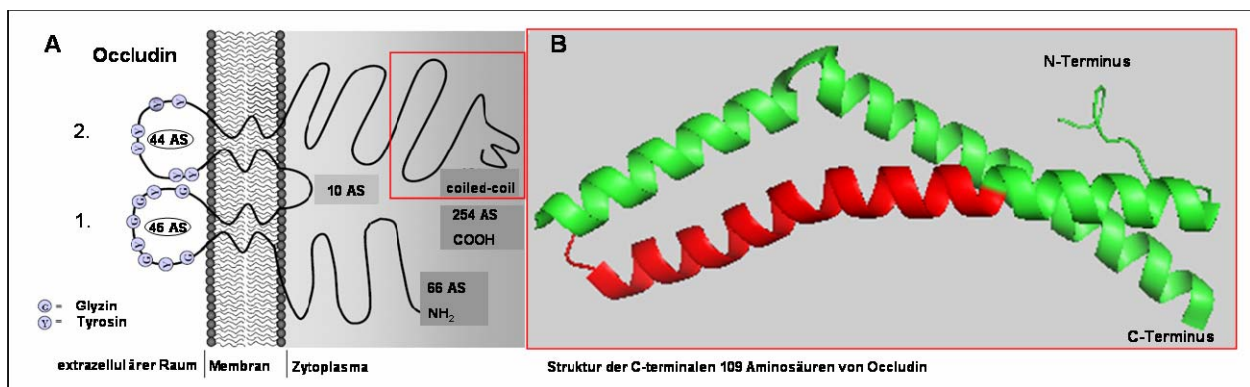 A
Occludin
2.
44 AS
10 AS
1.
46 AS
coiled-coil
254 AS
COOH
66 AS
NH2
G = Glyzin
Y = Tyrosin
extrazellulärer Raum
Membran
Zytoplasma
B
N-Terminus
C-Terminus
Struktur der C-terminalen 109 Aminosäuren von Occludin